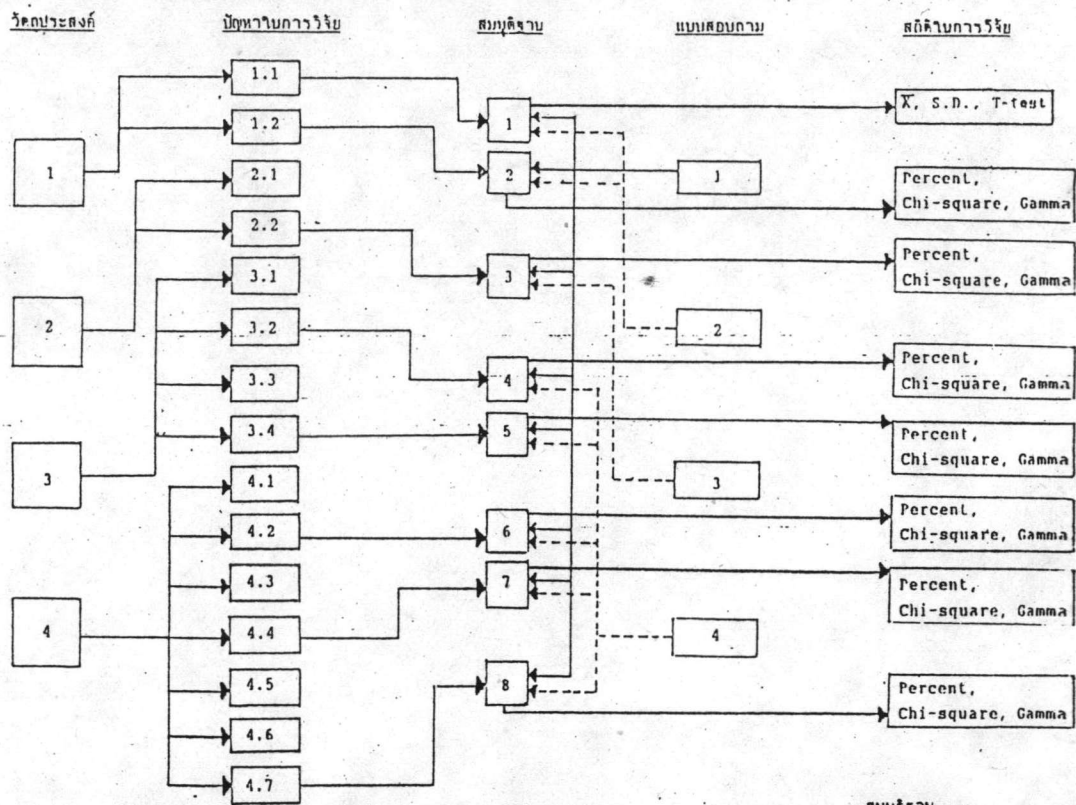 วัตถุประสงค์ ปัญหาในการวิจัย สมมุติฐาน แบบสอบถาม สถิติในการวิจัย
1.1
1.2
2.1
2.2
3.1
3.2
3.3
3.4
4.1
4.2
4.3
4.4
4.5
4.6
4.7
1
2
3
4
1
2
3
4
5
6
7
8
1
2
3
4
X̄, S.D., T-test
Percent,
Chi-square, Gamma
Percent,
Chi-square, Gamma
Percent,
Chi-square, Gamma
Percent,
Chi-square, Gamma
Percent,
Chi-square, Gamma
Percent,
Chi-square, Gamma
Percent,
Chi-square, Gamma